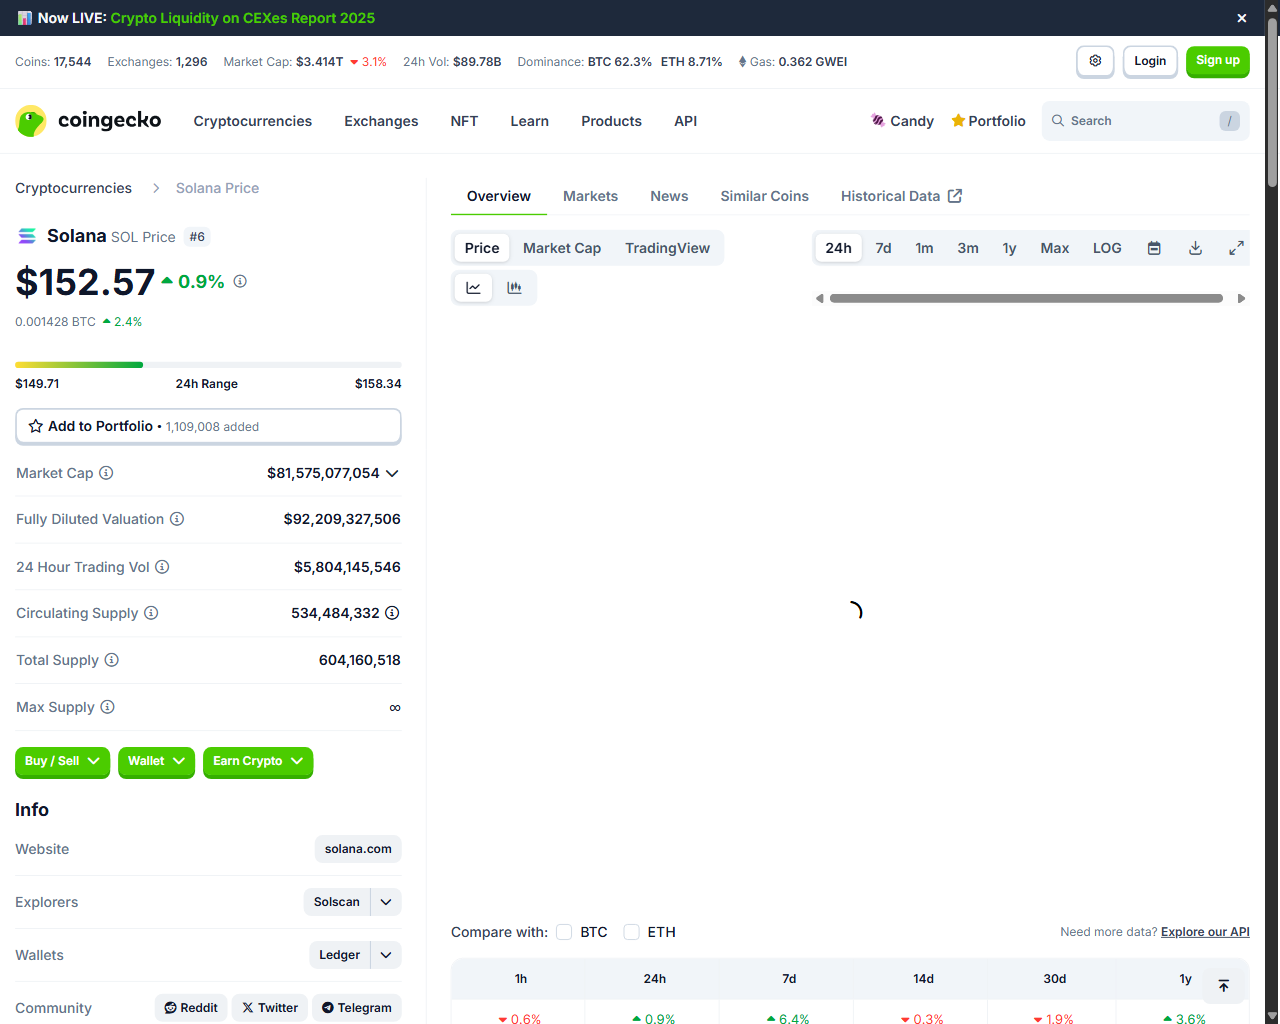 Now LIVE: Crypto Liquidity on CEXes Report 2025
Coins: 17,544 Exchanges: 1,296 Market Cap: $3.414T 3.1% 24h Vol: $89.78B Dominance: BTC 62.3% ETH 8.71% Gas: 0.362 GWEI
Login
Sign up
coingecko
Cryptocurrencies Exchanges NFT Learn Products API
Candy Portfolio Search /
Cryptocurrencies Solana Price
Solana SOL Price #6
$152.57 0.9%
0.001428 BTC 2.4%
$149.71 24h Range $158.34
Add to Portfolio • 1,109,008 added
Market Cap $81,575,077,054
Fully Diluted Valuation $92,209,327,506
24 Hour Trading Vol $5,804,145,546
Circulating Supply 534,484,332
Total Supply 604,160,518
Max Supply ∞
Buy / Sell Wallet Earn Crypto
Info
Website solana.com
Explorers Solscan
Wallets Ledger
Community Reddit Twitter Telegram
Overview Markets News Similar Coins Historical Data
Price Market Cap TradingView
24h 7d 1m 3m 1y Max LOG
Compare with: BTC ETH
Need more data? Explore our API
1h 24h 7d 14d 30d 1y
0.6% 0.9% 6.4% 0.3% 1.9% 3.6%